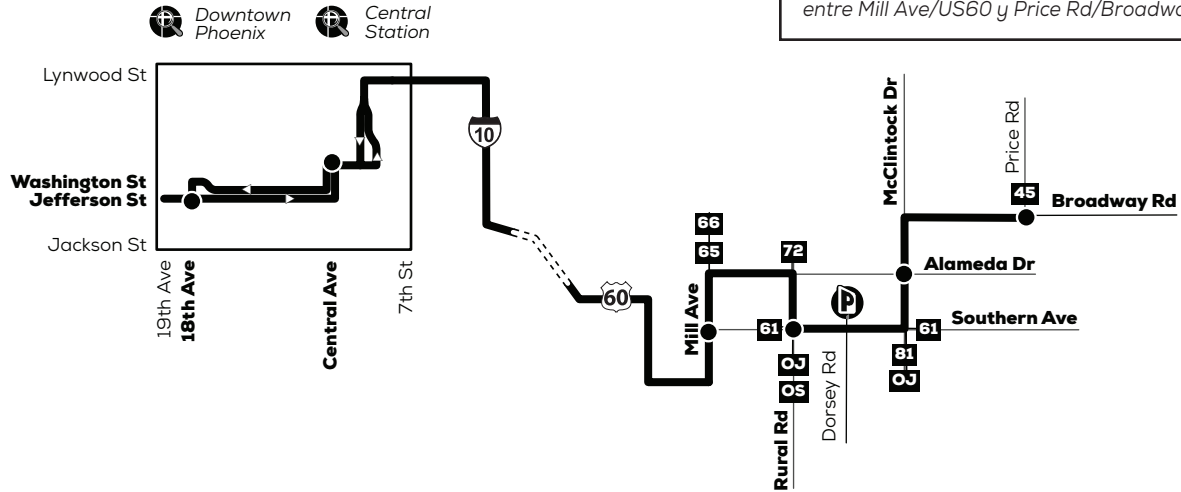 entre Mill Ave/US60 y Price Rd/Broadwa
Downtown
Phoenix
Central
Station
Lynwood St
Washington St
Jefferson St
Jackson St
19th Ave
18th Ave
Central Ave
7th St
10
60
66
65
72
Mill Ave
61
OJ
OS
Rural Rd
P
Dorsey Rd
McClintock Dr
Price Rd
45
Broadway Rd
Alameda Dr
Southern Ave
61
81
OJ